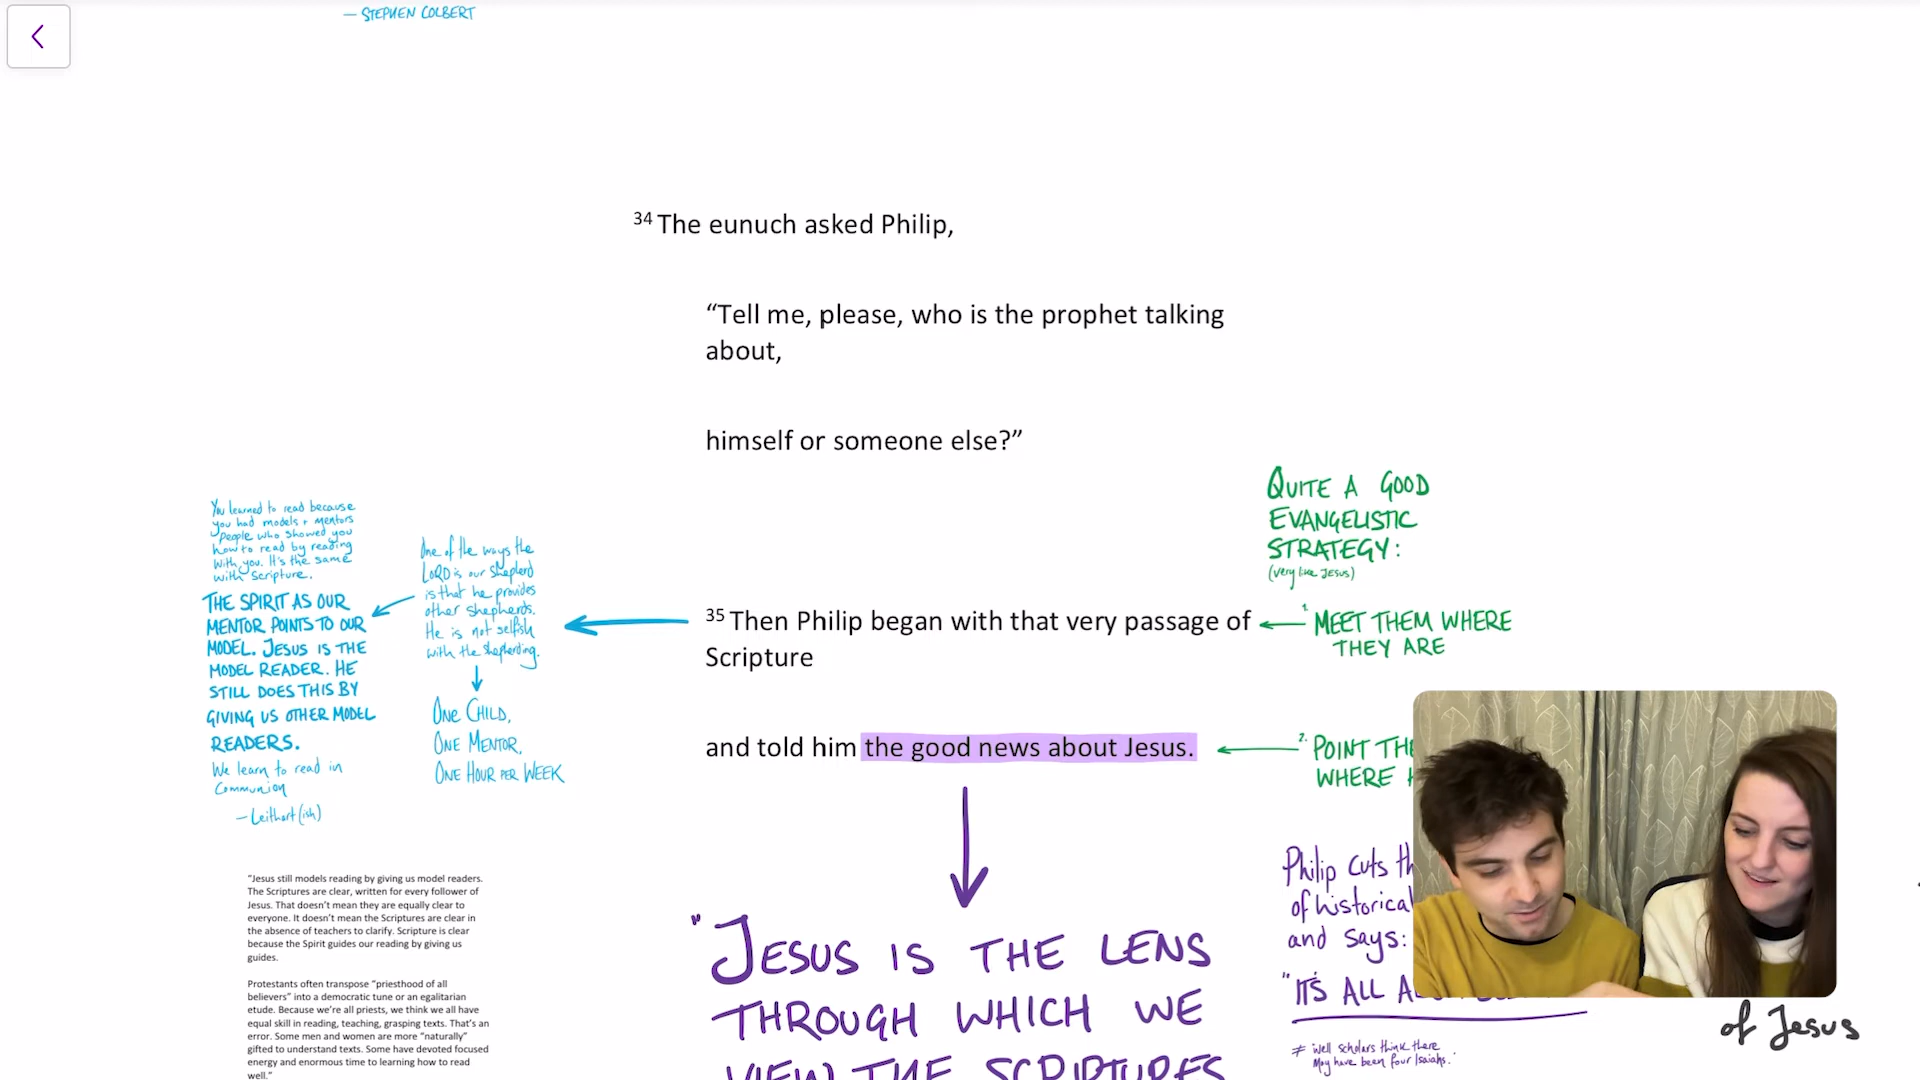 — STEPHEN COLBERT
34 The eunuch asked Philip,
“Tell me, please, who is the prophet talking
about,
himself or someone else?”
QUITE A GOOD
EVANGELISTIC
STRATEGY:
(very like JESUS)
You learned to read because
you had models + mentors
People who showed you
how to read by reading
with you. It's the same
with Scripture.
THE SPIRIT AS OUR
MENTOR POINTS TO OUR
MODEL. JESUS IS THE
MODEL READER. HE
STILL DOES THIS BY
GIVING US OTHER MODEL
READERS.
We learn to read in
Communion
— Leithart (ish)
One of the ways the
LORD is our shepherd
is that he provides
other shepherds.
He is not selfish
with the shepherding.
ONE CHILD,
ONE MENTOR,
ONE HOUR PER WEEK
35 Then Philip began with that very passage of
Scripture
1. MEET THEM WHERE
THEY ARE
and told him the good news about Jesus.
2. POINT THE
WHERE
"Jesus still models reading by giving us model readers.
The Scriptures are clear, written for every follower of
Jesus. That doesn't mean they are equally clear to
everyone. It doesn't mean the Scriptures are clear in
the absence of teachers to clarify. Scripture is clear
because the Spirit guides our reading by giving us
guides.
Protestants often transpose "priesthood of all
believers" into a democratic tune or an egalitarian
etude. Because we're all priests, we think we all have
equal skill in reading, teaching, grasping texts. That's an
error. Some men and women are more "naturally"
gifted to understand texts. Some have devoted focused
energy and enormous time to learning how to read
well."
"JESUS IS THE LENS
THROUGH WHICH WE
VIEW THE SCRIPTURES
Philip cuts th
of historical
and says:
"IT'S ALL
of Jesus
≠ well scholars think there
May have been four Isaiahs.